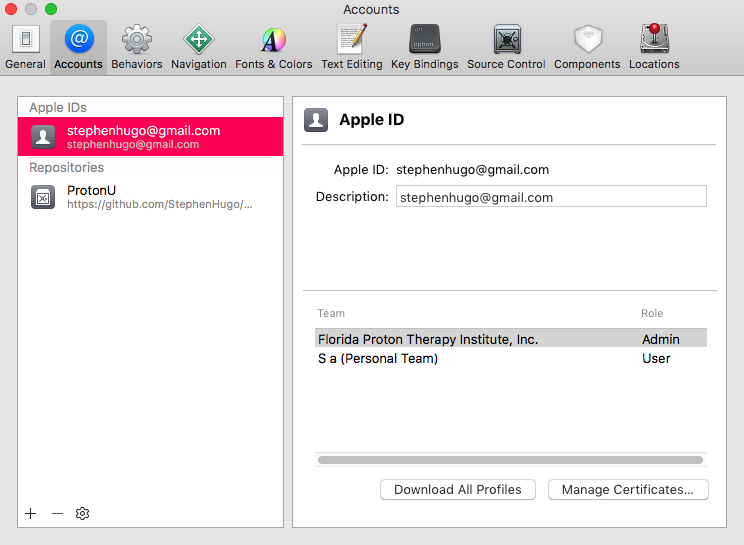 Accounts
General Accounts Behaviors Navigation Fonts & Colors Text Editing Key Bindings Source Control Components Locations
option
Apple IDs
stephenhugo@gmail.com
stephenhugo@gmail.com
Repositories
ProtonU
https://github.com/StephenHugo/...
Apple ID
Apple ID: stephenhugo@gmail.com
Description: stephenhugo@gmail.com
Team Role
Florida Proton Therapy Institute, Inc. Admin
S a (Personal Team) User
Download All Profiles Manage Certificates...